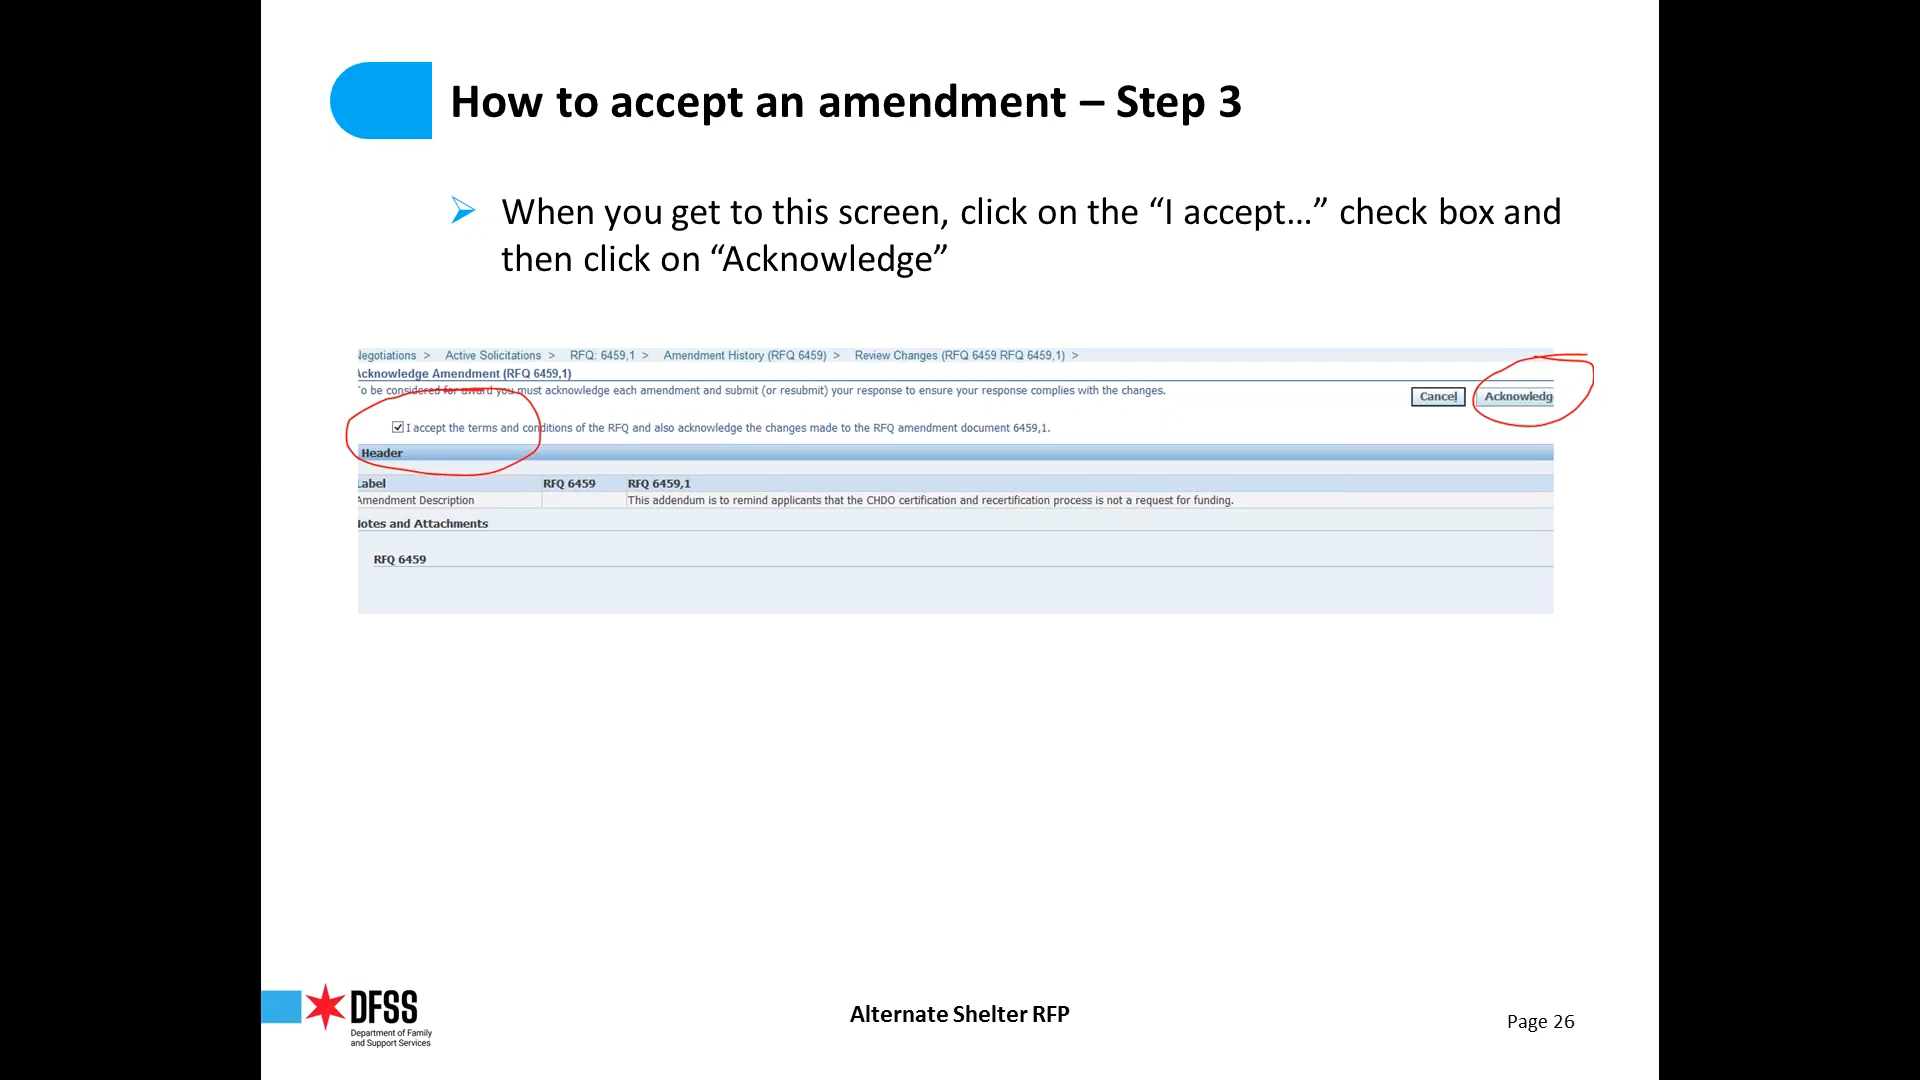 How to accept an amendment – Step 3
When you get to this screen, click on the “I accept…” check box and
then click on “Acknowledge”
Negotiations > Active Solicitations > RFQ: 6459,1 > Amendment History (RFQ 6459) > Review Changes (RFQ 6459 RFQ 6459,1) >
Acknowledge Amendment (RFQ 6459,1)
To be considered for award you must acknowledge each amendment and submit (or resubmit) your response to ensure your response complies with the changes.
Cancel Acknowledg
I accept the terms and conditions of the RFQ and also acknowledge the changes made to the RFQ amendment document 6459,1.
Header
Label RFQ 6459 RFQ 6459,1
Amendment Description This addendum is to remind applicants that the CHDO certification and recertification process is not a request for funding.
Notes and Attachments
RFQ 6459
DFSS
Department of Family
and Support Services
Alternate Shelter RFP
Page 26